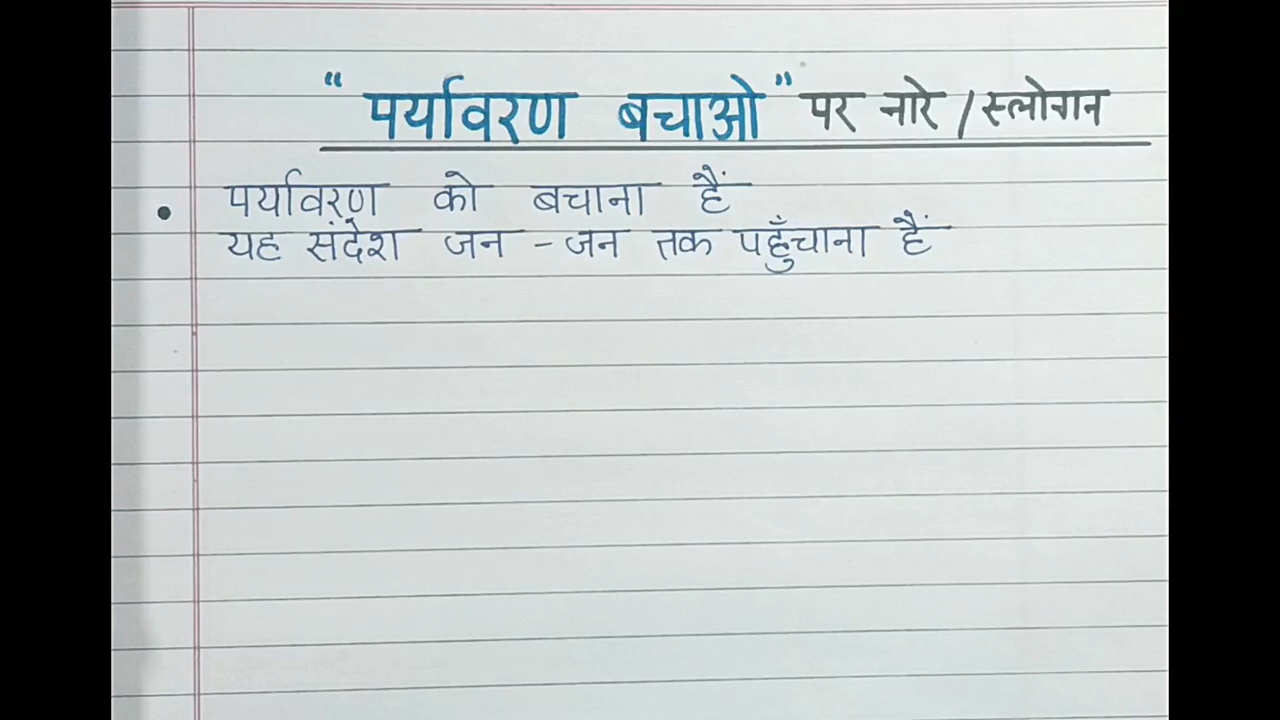 "पर्यावरण बचाओ" पर नारे / स्लोगन
• पर्यावरण को बचाना हैं
यह संदेश जन - जन तक पहुँचाना हैं